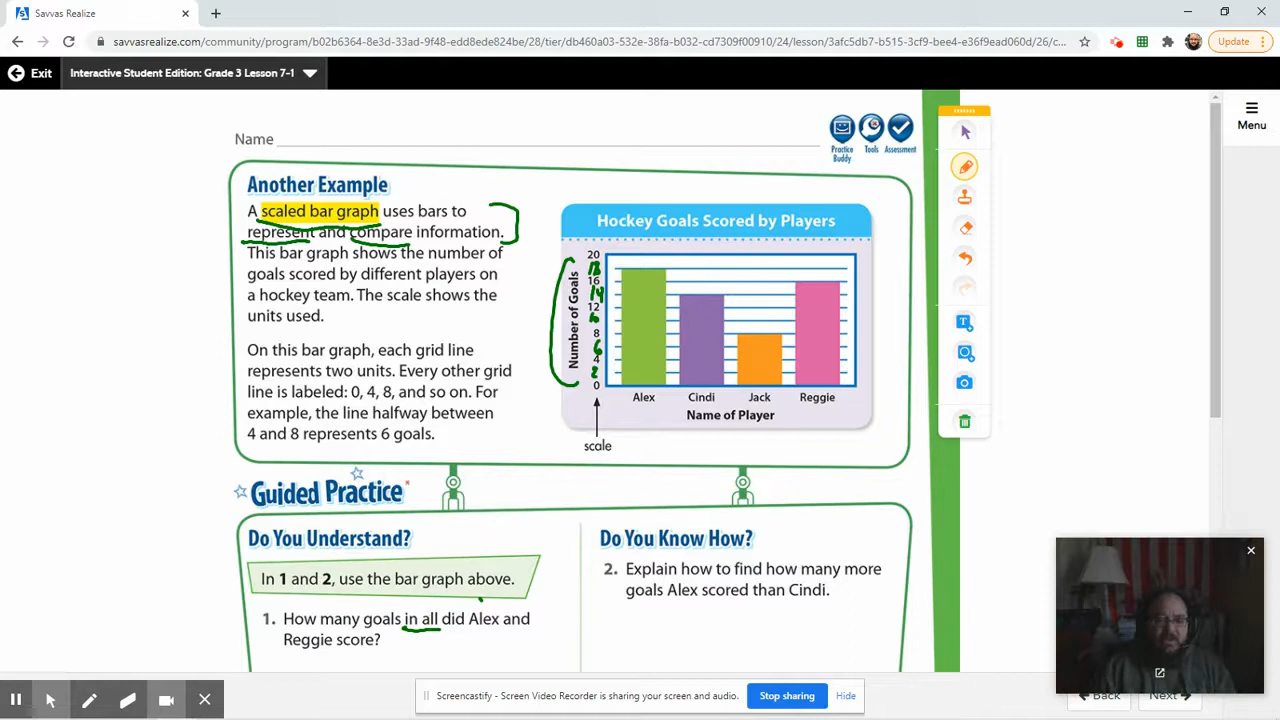 Savvas Realize
savvasrealize.com/community/program/b02b6364-8e3d-33ad-9f48-edd8ede824bd/28/tier/db460a03-532e-38fa-b032-cd7309f00910/24/lesson/3afc5db7-b515-3cf9-bee4-e36f9ead060d/26/c...
Update
Exit
Interactive Student Edition: Grade 3 Lesson 7-1
Menu
Name
Practice Buddy
Tools
Assessment
Another Example
A scaled bar graph uses bars to
represent and compare information.
This bar graph shows the number of
goals scored by different players on
a hockey team. The scale shows the
units used.
On this bar graph, each grid line
represents two units. Every other grid
line is labeled: 0, 4, 8, and so on. For
example, the line halfway between
4 and 8 represents 6 goals.
Hockey Goals Scored by Players
Number of Goals
20
18
16
14
12
8
6
4
2
0
Alex Cindi Jack Reggie
Name of Player
scale
Guided Practice
Do You Understand?
In 1 and 2, use the bar graph above.
1. How many goals in all did Alex and
Reggie score?
Do You Know How?
2. Explain how to find how many more
goals Alex scored than Cindi.
Screencastify - Screen Video Recorder is sharing your screen and audio.
Stop sharing
Hide
Back
Next